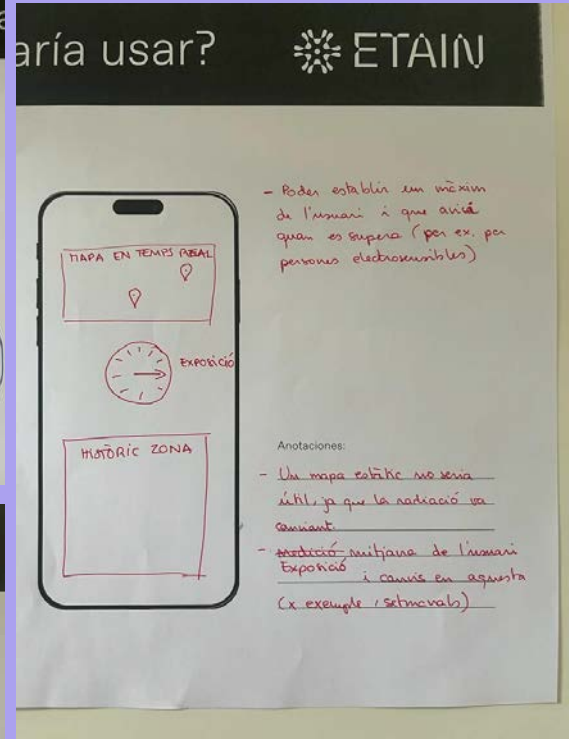 aría usar?
ETAIN
MAPA EN TEMPS REAL
EXPOSICIÓ
HISTÒRIC ZONA
- Poder establir un màxim
de l'usuari i que avisi
quan es supera (per ex. per
persones electrosensibles)
Anotaciones:
- Un mapa estàtic no seria
útil, ja que la radiació va
canviant.
- Medició mitjana de l'usuari
Exposició
i canvis en aquesta
(x exemple, setmanals)